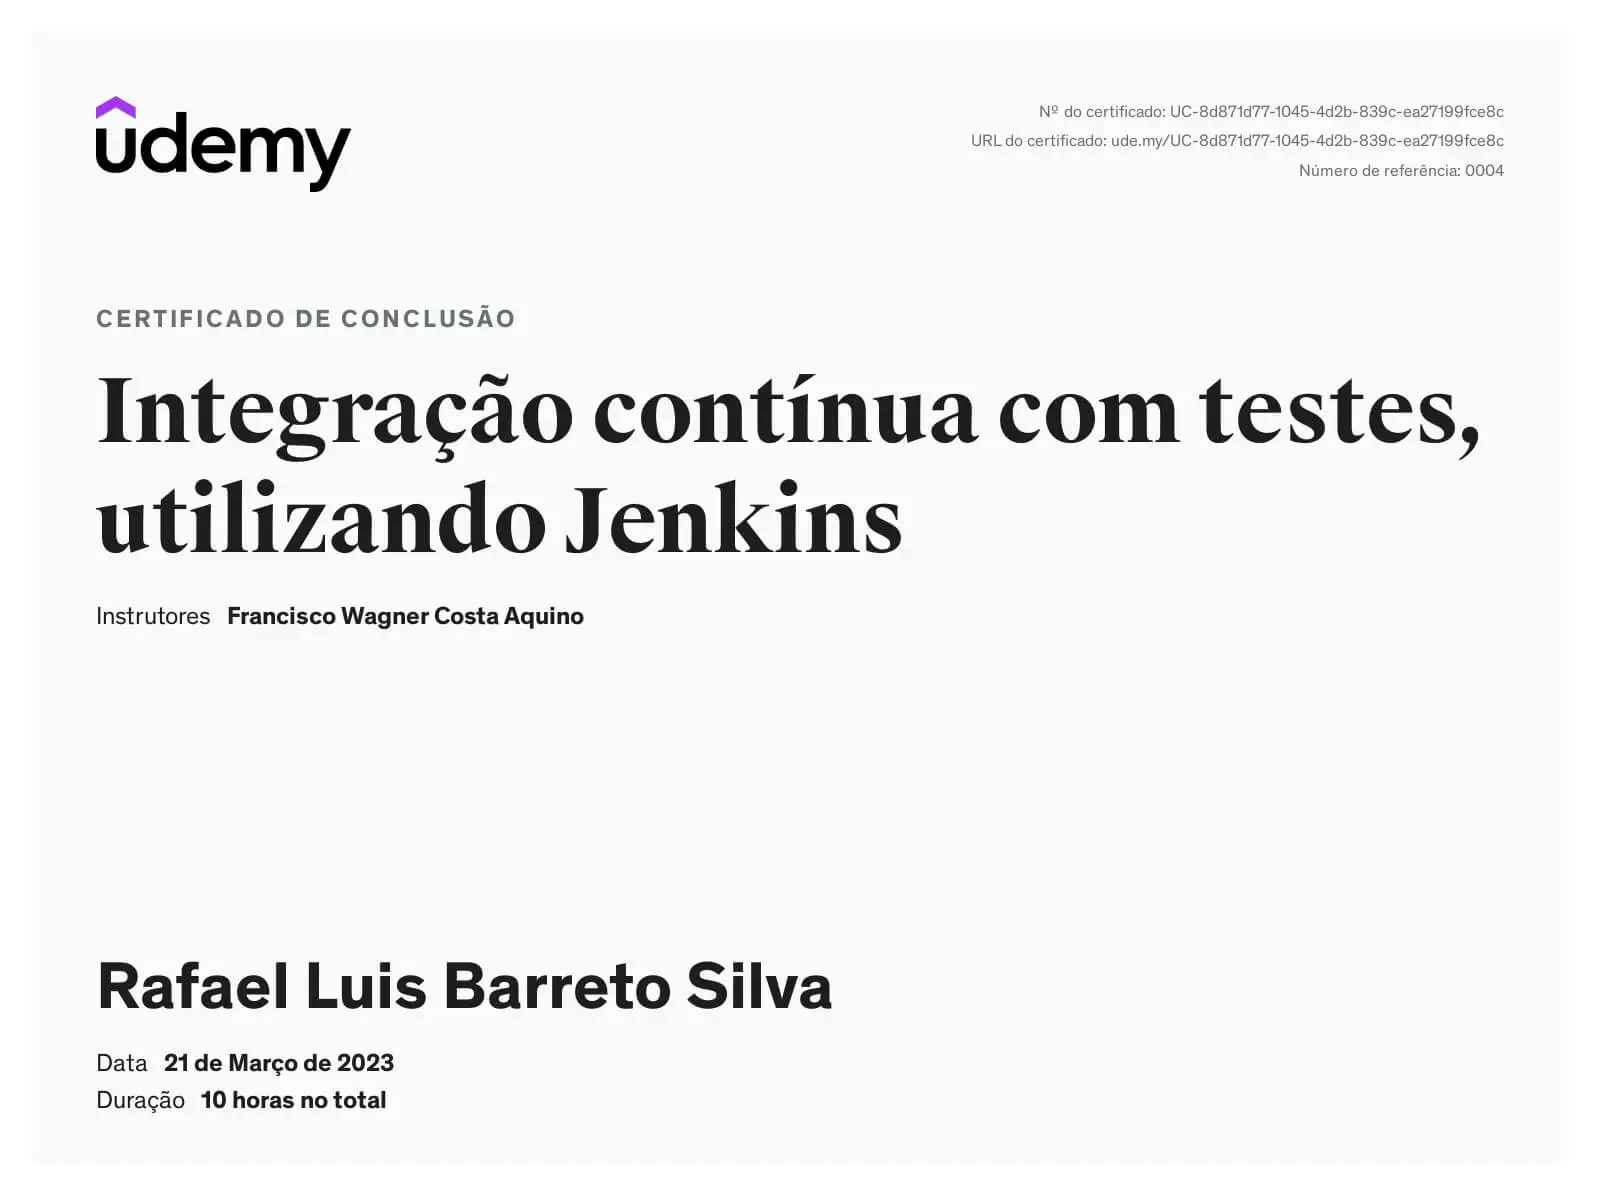 udemy
Nº do certificado: UC-8d871d77-1045-4d2b-839c-ea27199fce8c
URL do certificado: ude.my/UC-8d871d77-1045-4d2b-839c-ea27199fce8c
Número de referência: 0004
CERTIFICADO DE CONCLUSÃO
Integração contínua com testes,
utilizando Jenkins
Instrutores Francisco Wagner Costa Aquino
Rafael Luis Barreto Silva
Data 21 de Março de 2023
Duração 10 horas no total